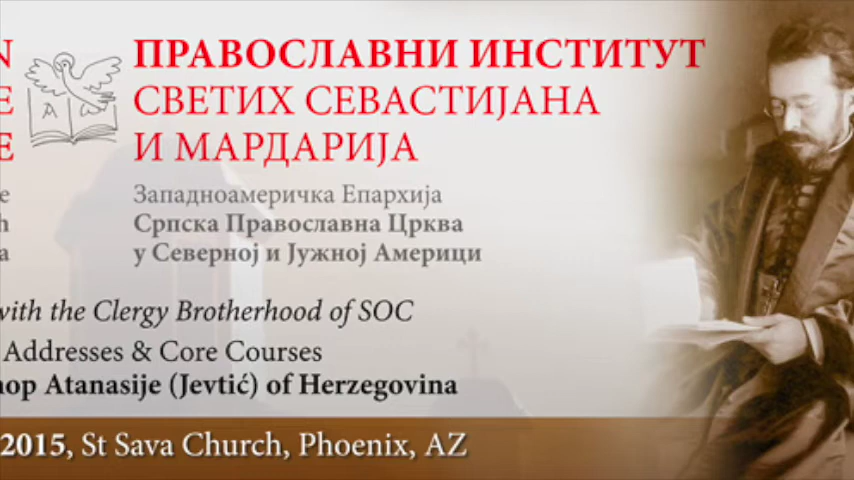 N ПРАВОСЛАВНИ ИНСТИТУТ
E СВЕТИХ СЕВАСТИЈАНА
E И МАРДАРИЈА
e Западноамеричка Епархија
h Српска Православна Црква
a у Северној и Јужној Америци
with the Clergy Brotherhood of SOC
Addresses & Core Courses
hop Atanasije (Jevtić) of Herzegovina
2015, St Sava Church, Phoenix, AZ